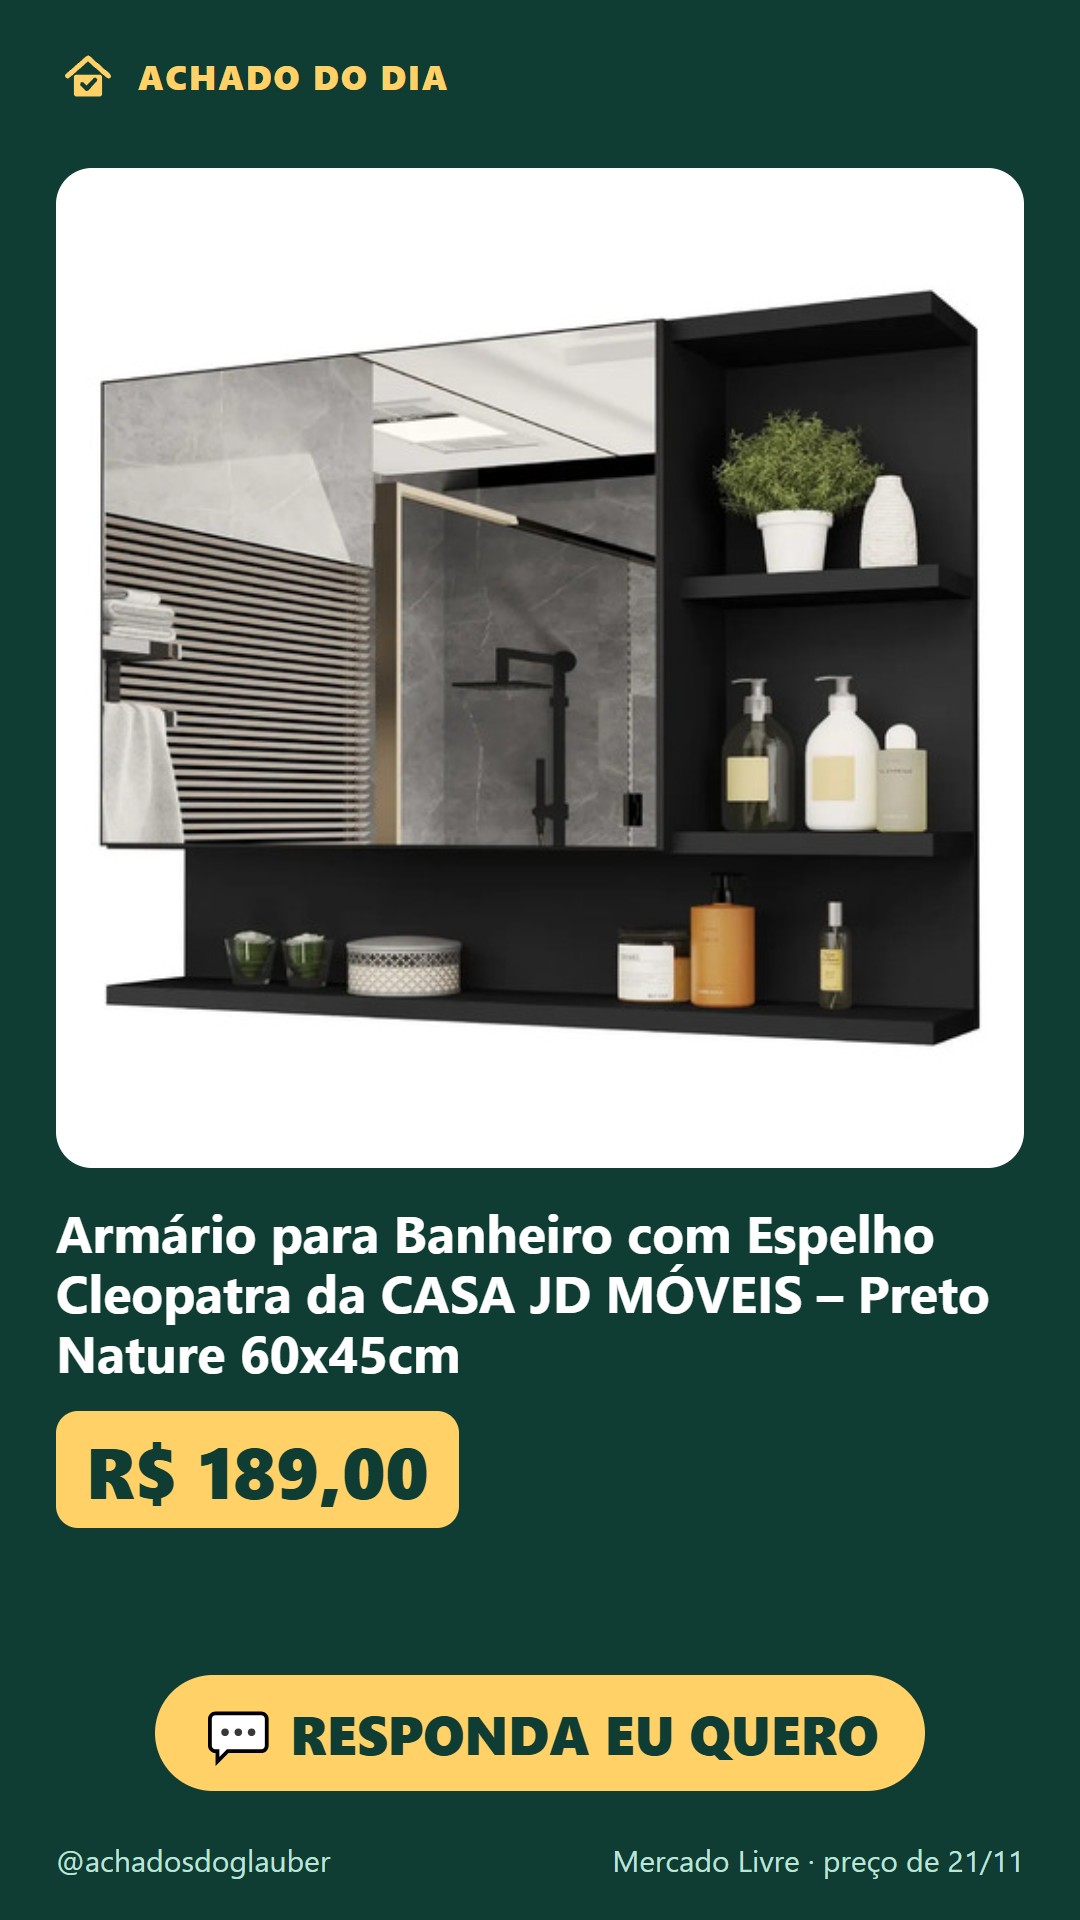 ACHADO DO DIA
Armário para Banheiro com Espelho
Cleopatra da CASA JD MÓVEIS – Preto
Nature 60x45cm
R$ 189,00
💬 RESPONDA EU QUERO
@achadosdoglauber
Mercado Livre · preço de 21/11